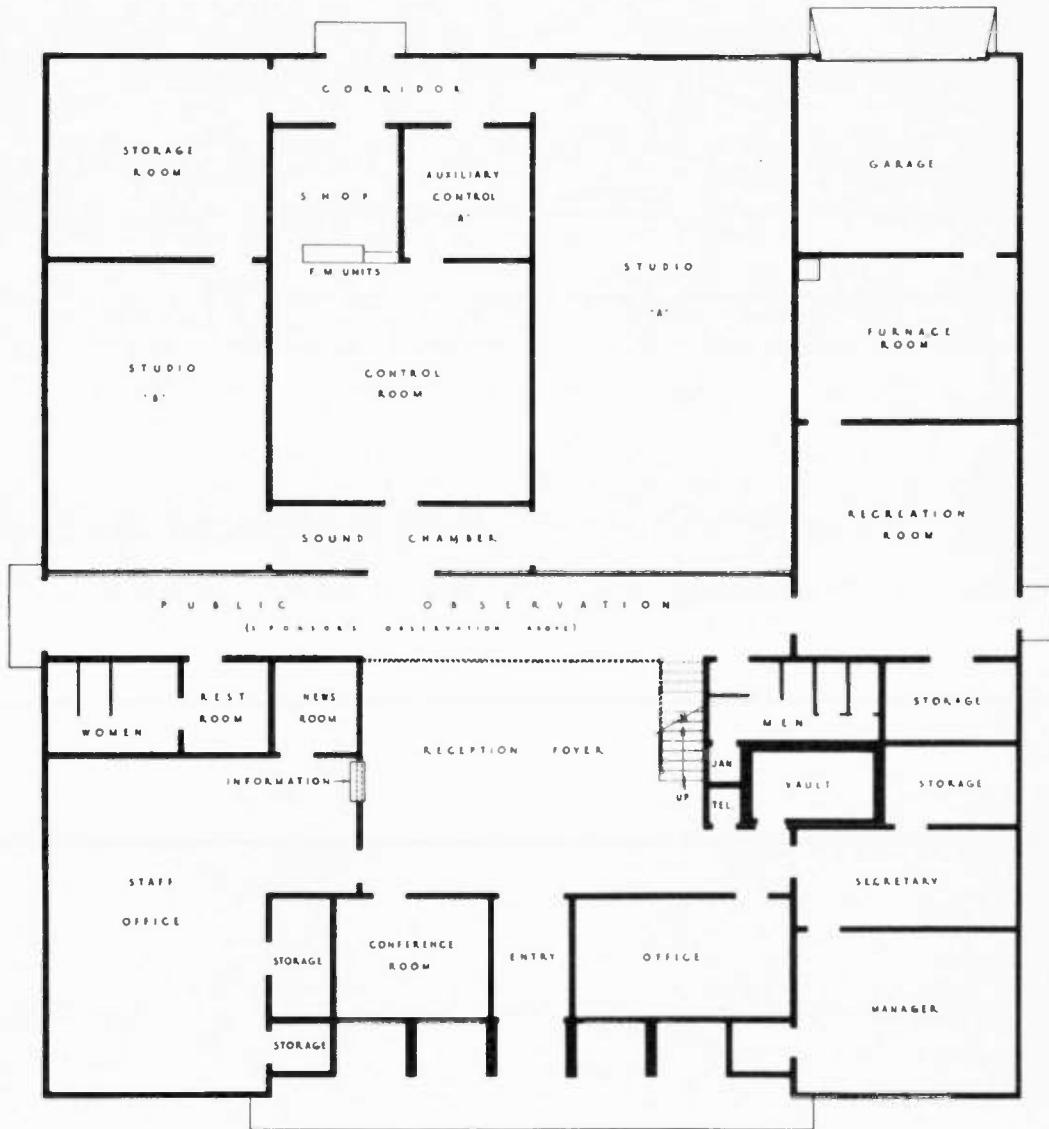 CORRIDOR
STORAGE
ROOM
SHOP
AUXILIARY
CONTROL
"A"
F.M. UNITS
GARAGE
STUDIO
"A"
FURNACE
ROOM
STUDIO
"B"
CONTROL
ROOM
RECREATION
ROOM
SOUND CHAMBER
PUBLIC OBSERVATION
(SPONSORS OBSERVATION ABOVE)
WOMEN
REST
ROOM
NEWS
ROOM
RECEPTION FOYER
MEN
STORAGE
INFORMATION
UP
JAN
TEL.
VAULT
STORAGE
STAFF
OFFICE
SECRETARY
STORAGE
CONFERENCE
ROOM
ENTRY
OFFICE
MANAGER
STORAGE